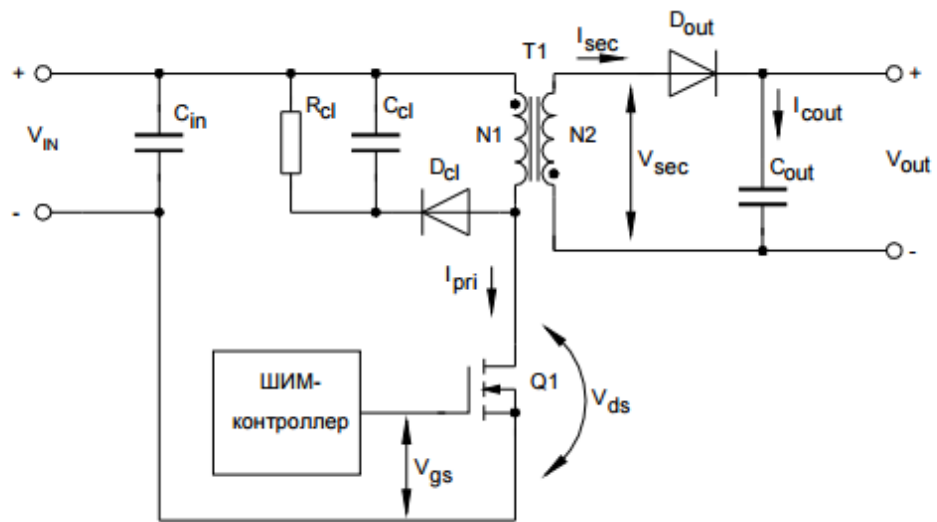 Dout
Isec
T1
+
+
Rcl
Ccl
Cin
Icout
N1
N2
VIN
Vsec
Vout
Dcl
Cout
-
-
Ipri
ШИМ-
контроллер
Q1
Vds
Vgs